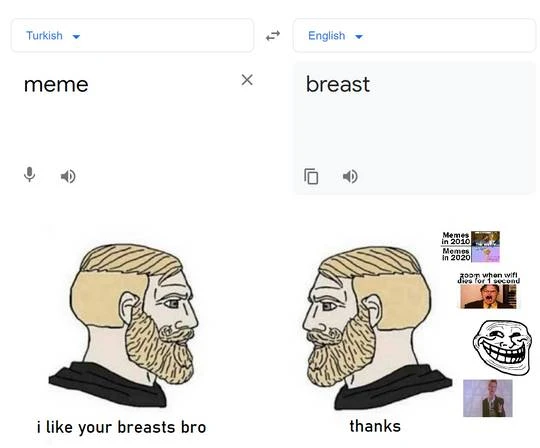 Turkish
English
meme
breast
Memes
in 2010
Memes
in 2020
zoom when wifi
dies for 1 second
i like your breasts bro
thanks